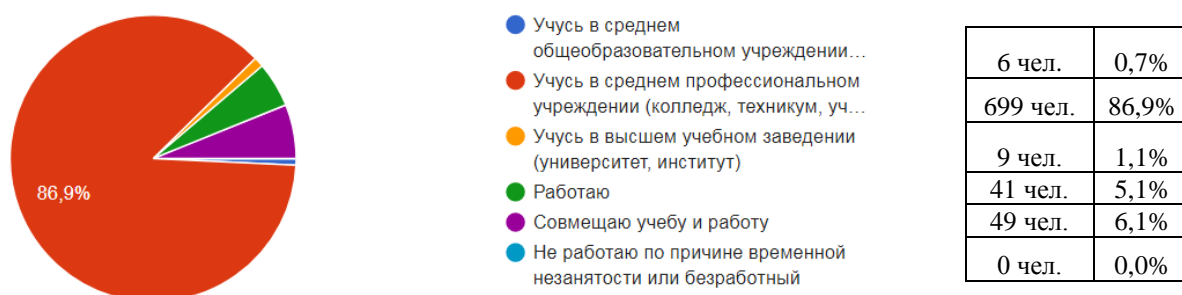 86,9%
Учусь в среднем
общеобразовательном учреждении…
Учусь в среднем профессиональном
учреждении (колледж, техникум, уч…
Учусь в высшем учебном заведении
(университет, институт)
Работаю
Совмещаю учебу и работу
Не работаю по причине временной
незанятости или безработный
6 чел. 0,7%
699 чел. 86,9%
9 чел. 1,1%
41 чел. 5,1%
49 чел. 6,1%
0 чел. 0,0%